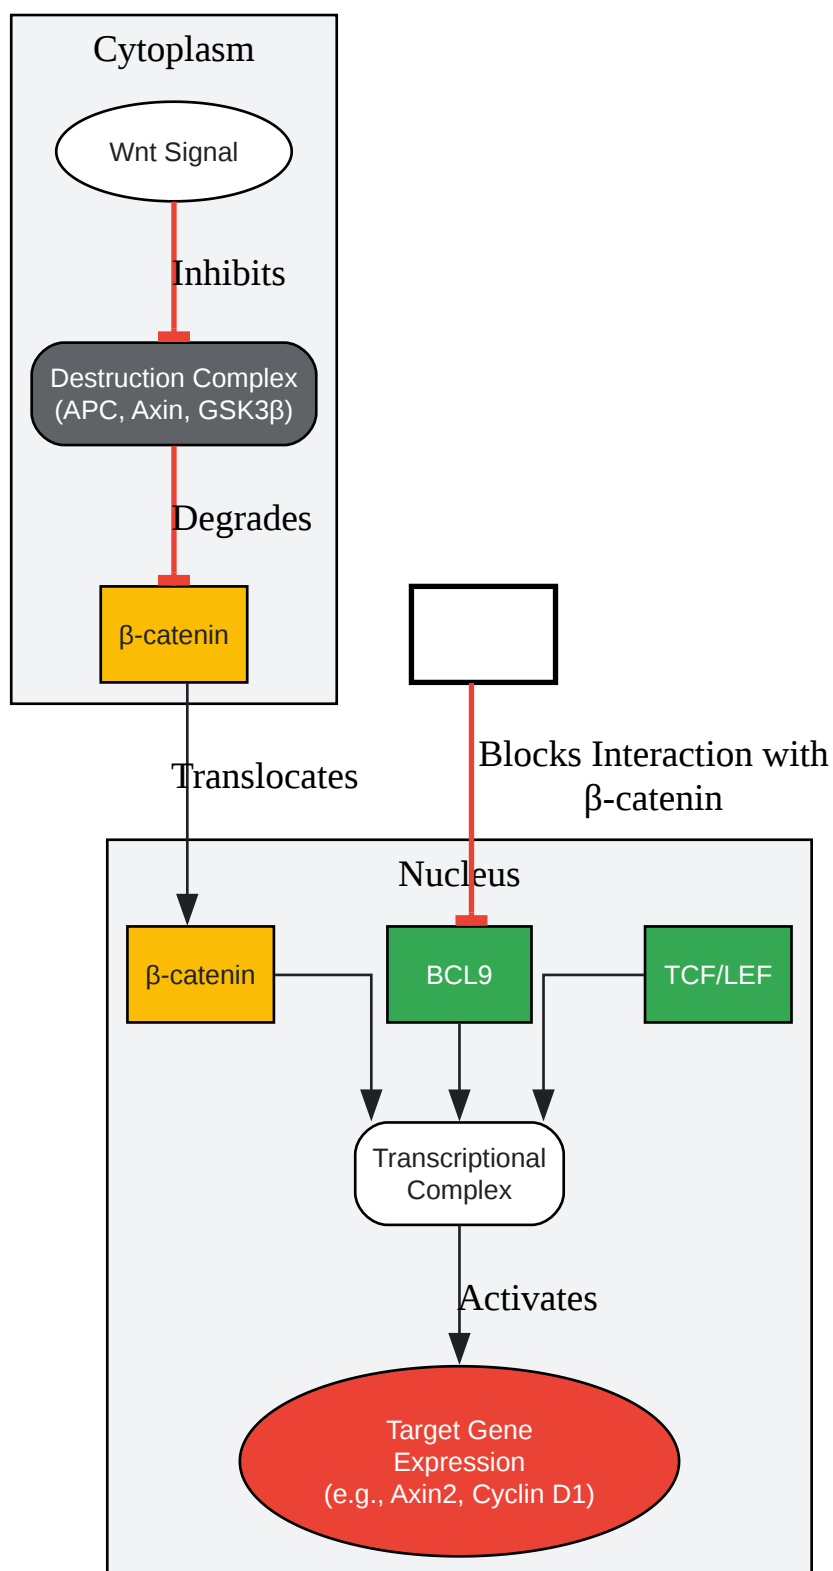 Cytoplasm
Wnt Signal
Inhibits
Destruction Complex
(APC, Axin, GSK3β)
Degrades
β-catenin
Translocates
Blocks Interaction with
β-catenin
Nucleus
β-catenin
BCL9
TCF/LEF
Transcriptional
Complex
Activates
Target Gene
Expression
(e.g., Axin2, Cyclin D1)